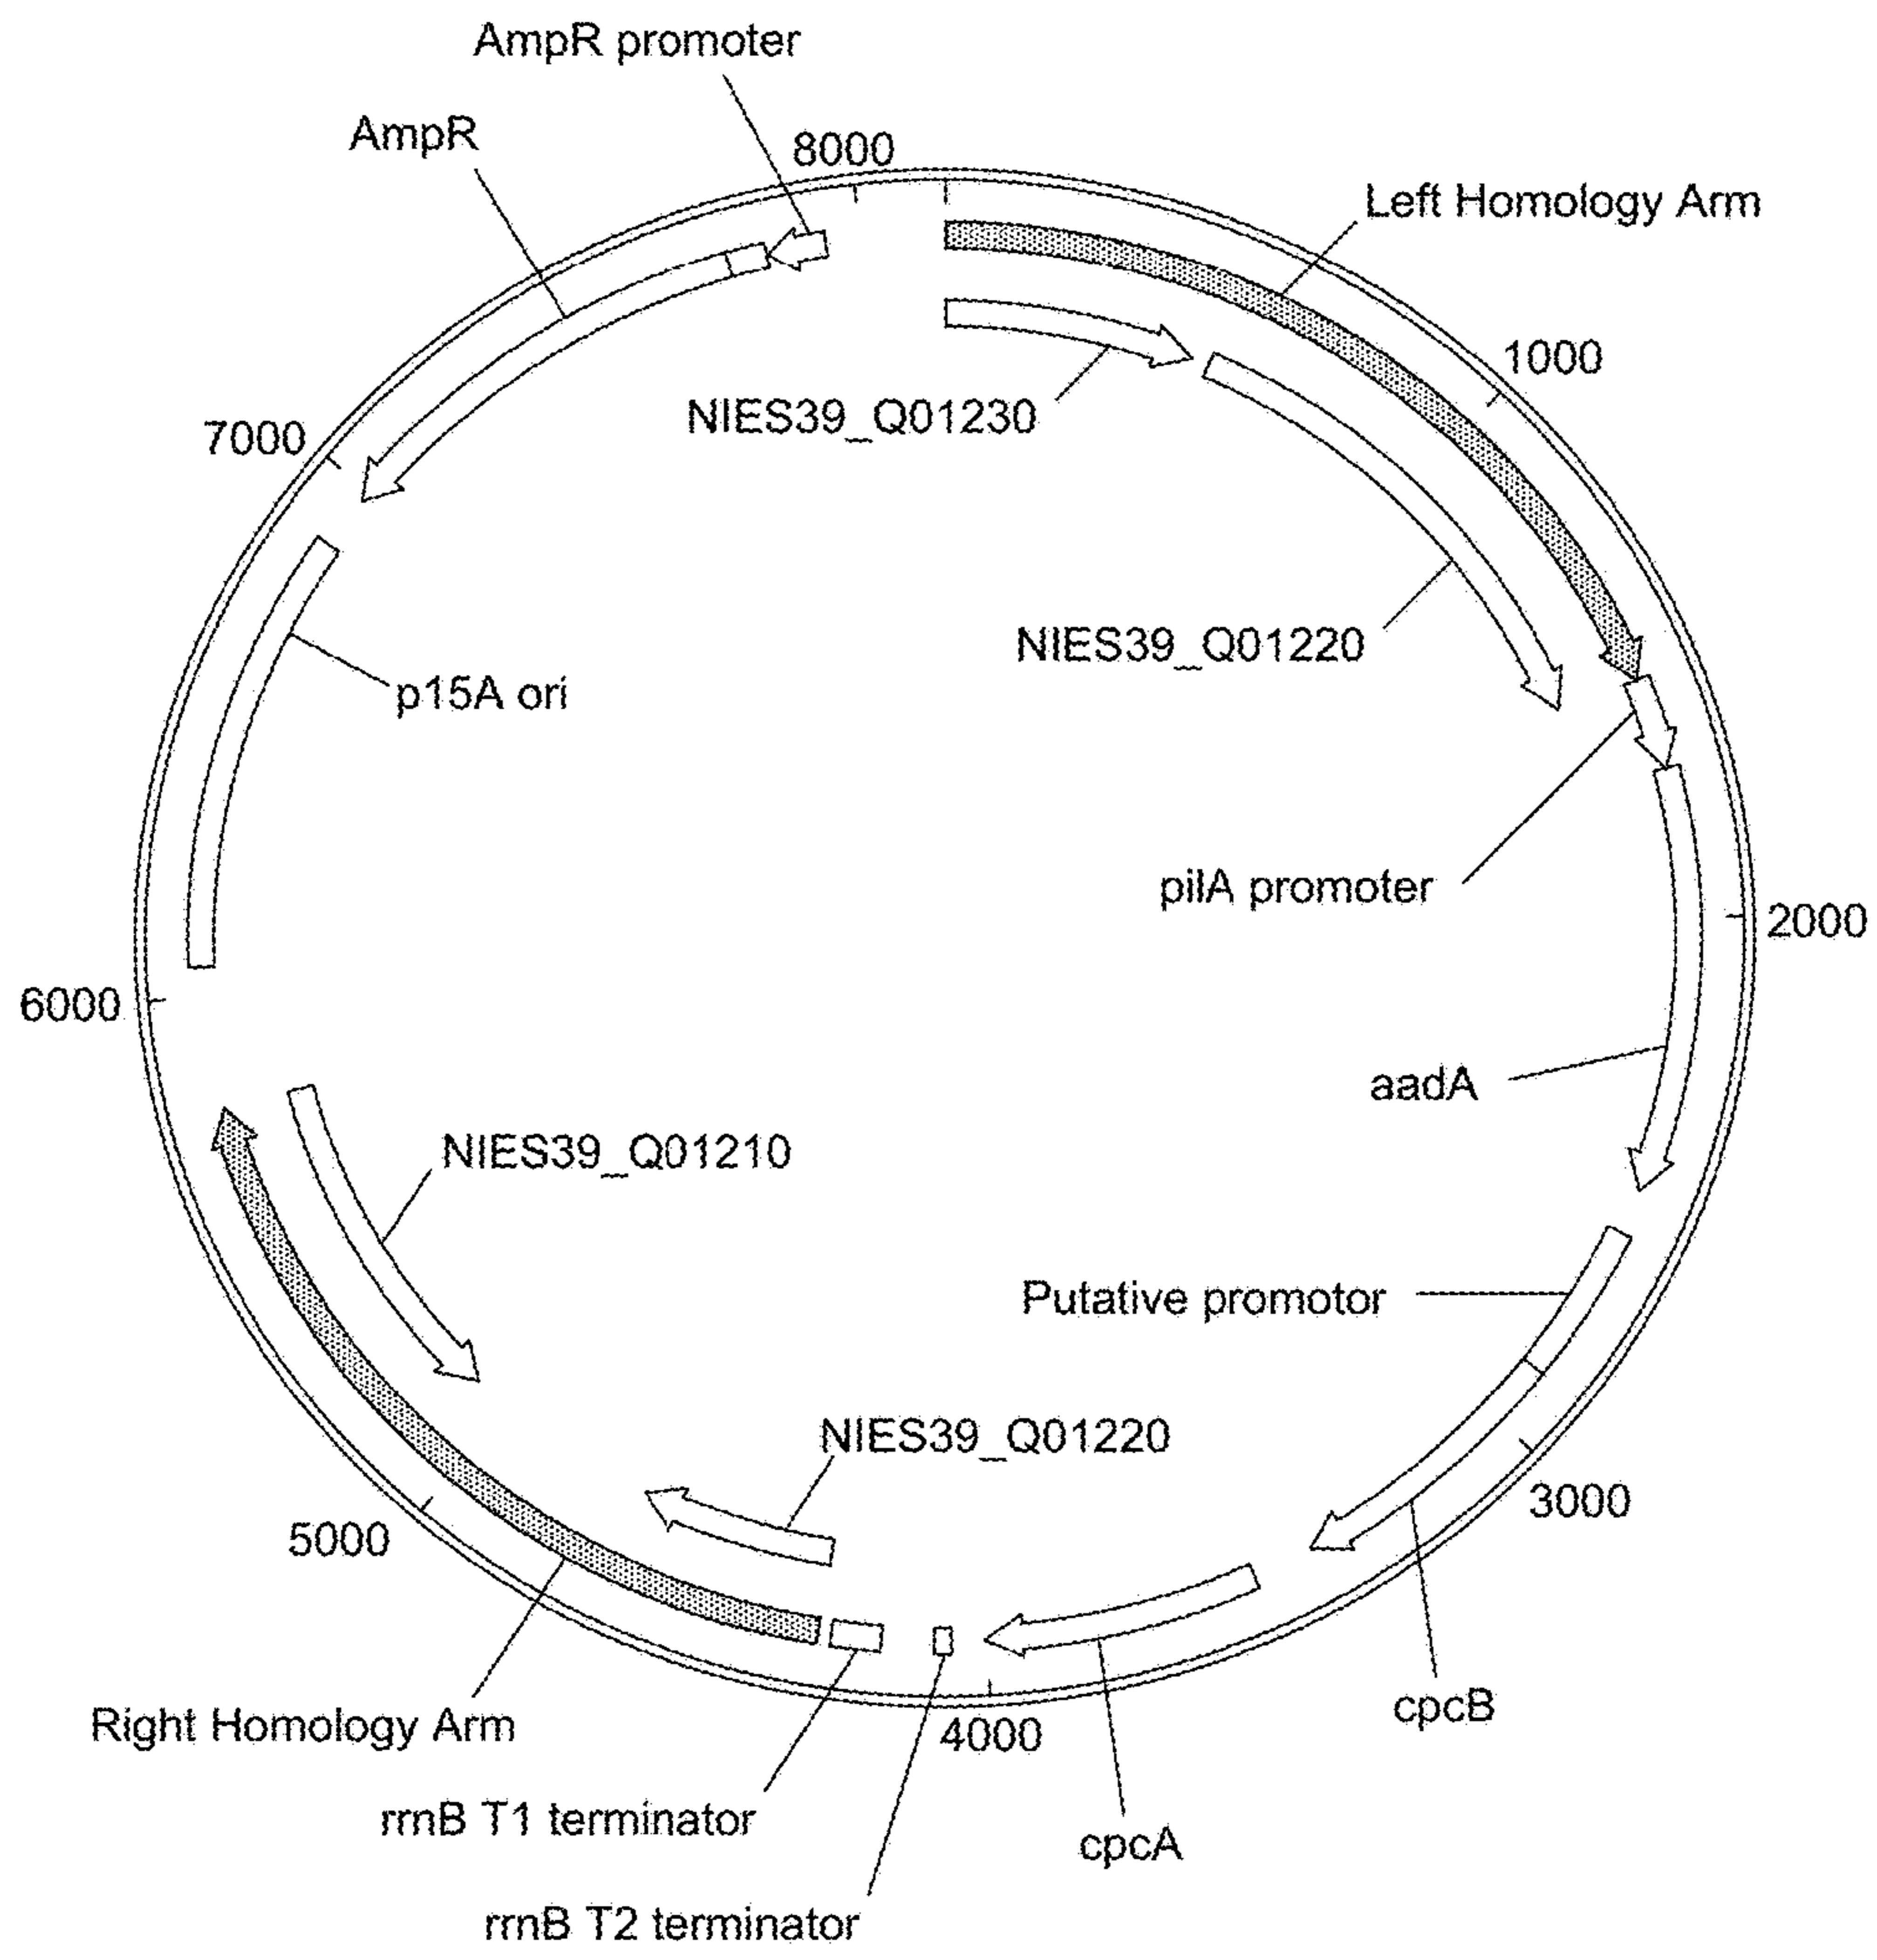 AmpR promoter
AmpR
8000
Left Homology Arm
1000
7000
NIES39_Q01230
NIES39_Q01220
p15A ori
pilA promoter
2000
6000
aadA
NIES39_Q01210
Putative promotor
NIES39_Q01220
3000
5000
cpcB
Right Homology Arm
4000
rrnB T1 terminator
cpcA
rrnB T2 terminator